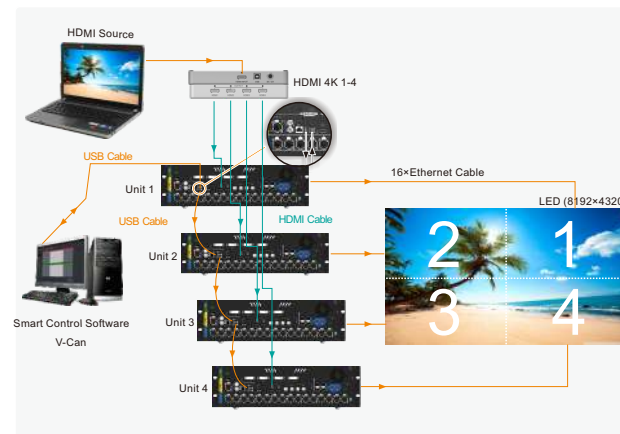 HDMI Source
HDMI 4K 1-4
USB Cable
16×Ethernet Cable
Unit 1
LED (8192×4320
USB Cable
HDMI Cable
2
1
Unit 2
3
4
Smart Control Software
V-Can
Unit 3
Unit 4